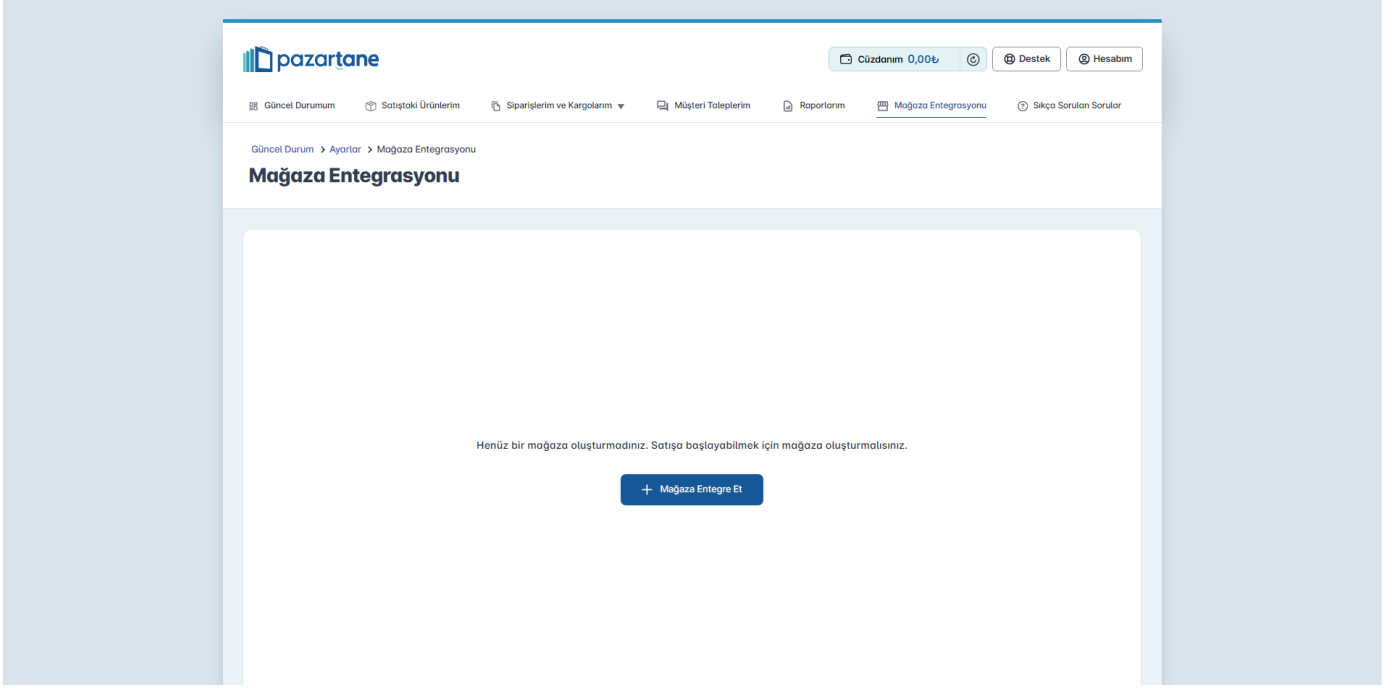 pazartane
Cüzdanım 0,00₺
Destek
Hesabım
Güncel Durumum
Satıştaki Ürünlerim
Siparişlerim ve Kargolarım
Müşteri Taleplerim
Raporlarım
Mağaza Entegrasyonu
Sıkça Sorulan Sorular
Güncel Durum > Ayarlar > Mağaza Entegrasyonu
Mağaza Entegrasyonu
Henüz bir mağaza oluşturmadınız. Satışa başlayabilmek için mağaza oluşturmalısınız.
+ Mağaza Entegre Et